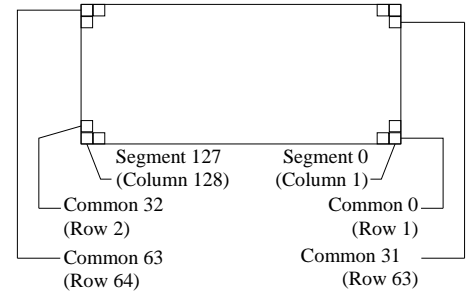 Segment 127
(Column 128)
Segment 0
(Column 1)
Common 32
(Row 2)
Common 0
(Row 1)
Common 63
(Row 64)
Common 31
(Row 63)